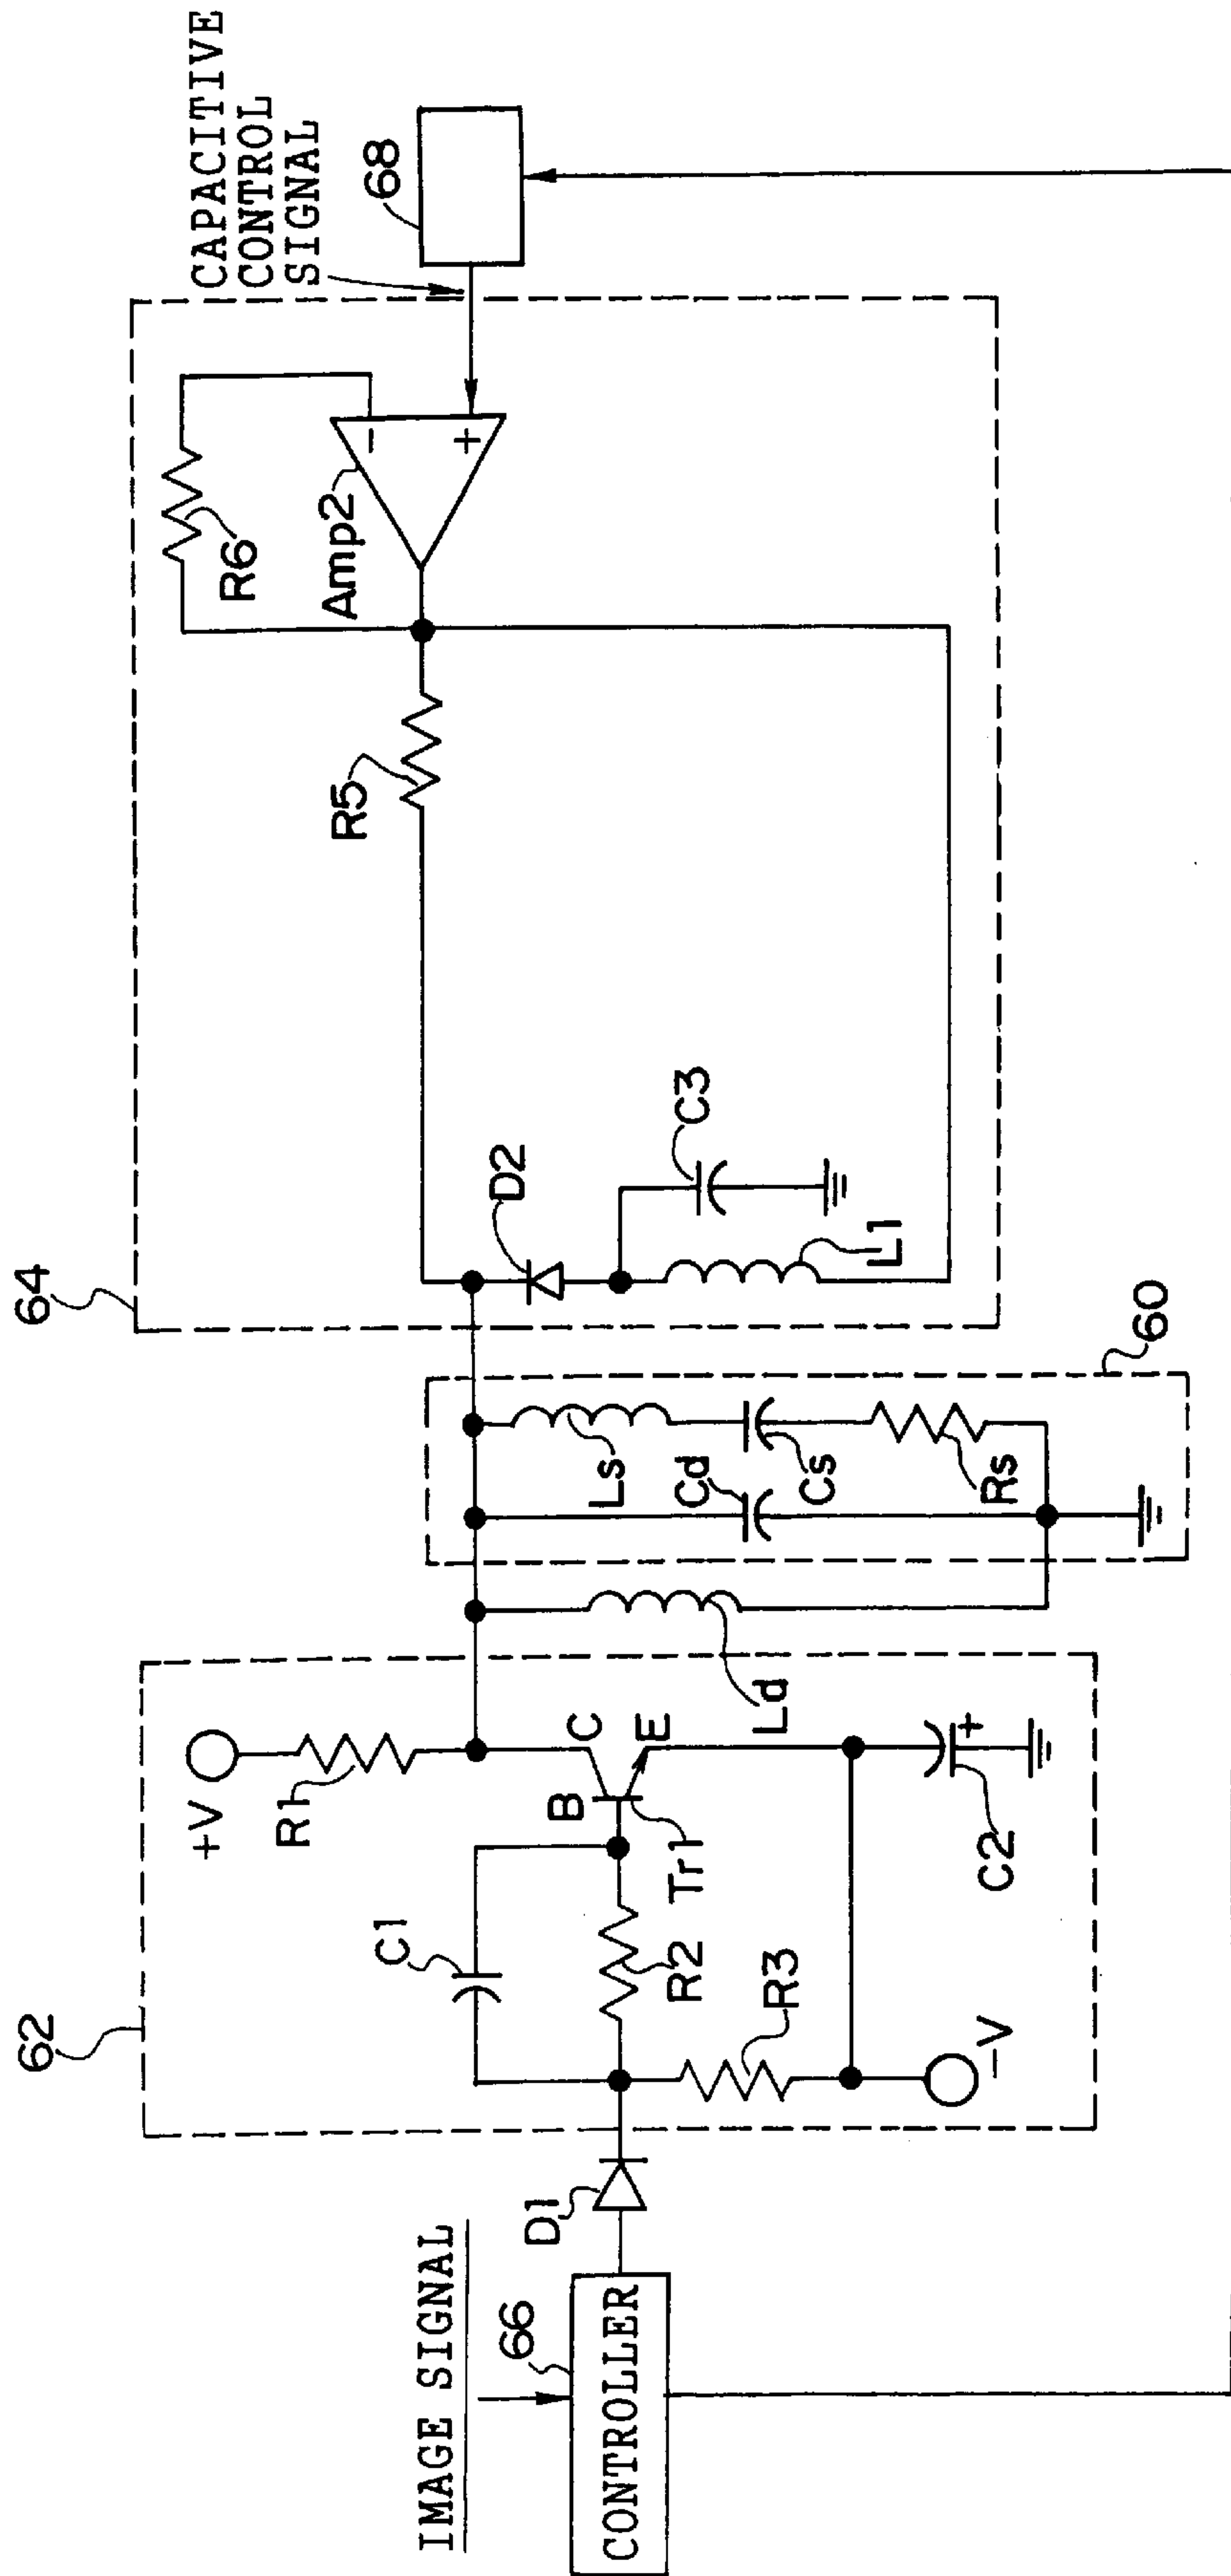 IMAGE SIGNAL
66
CONTROLLER
D1
62
C1
R2
R3
-V
+V
R1
B
C
E
Tr1
C2
+
Ld
60
Ls
Cd
Cs
Rs
64
D2
C3
L1
R5
R6
Amp2
-
+
CAPACITIVE
CONTROL
SIGNAL
68